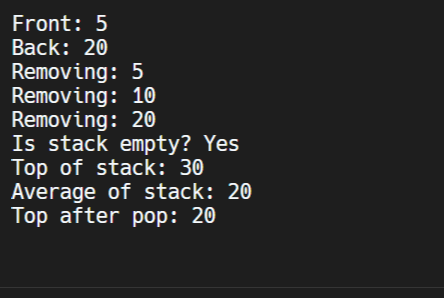 Front: 5
Back: 20
Removing: 5
Removing: 10
Removing: 20
Is stack empty? Yes
Top of stack: 30
Average of stack: 20
Top after pop: 20